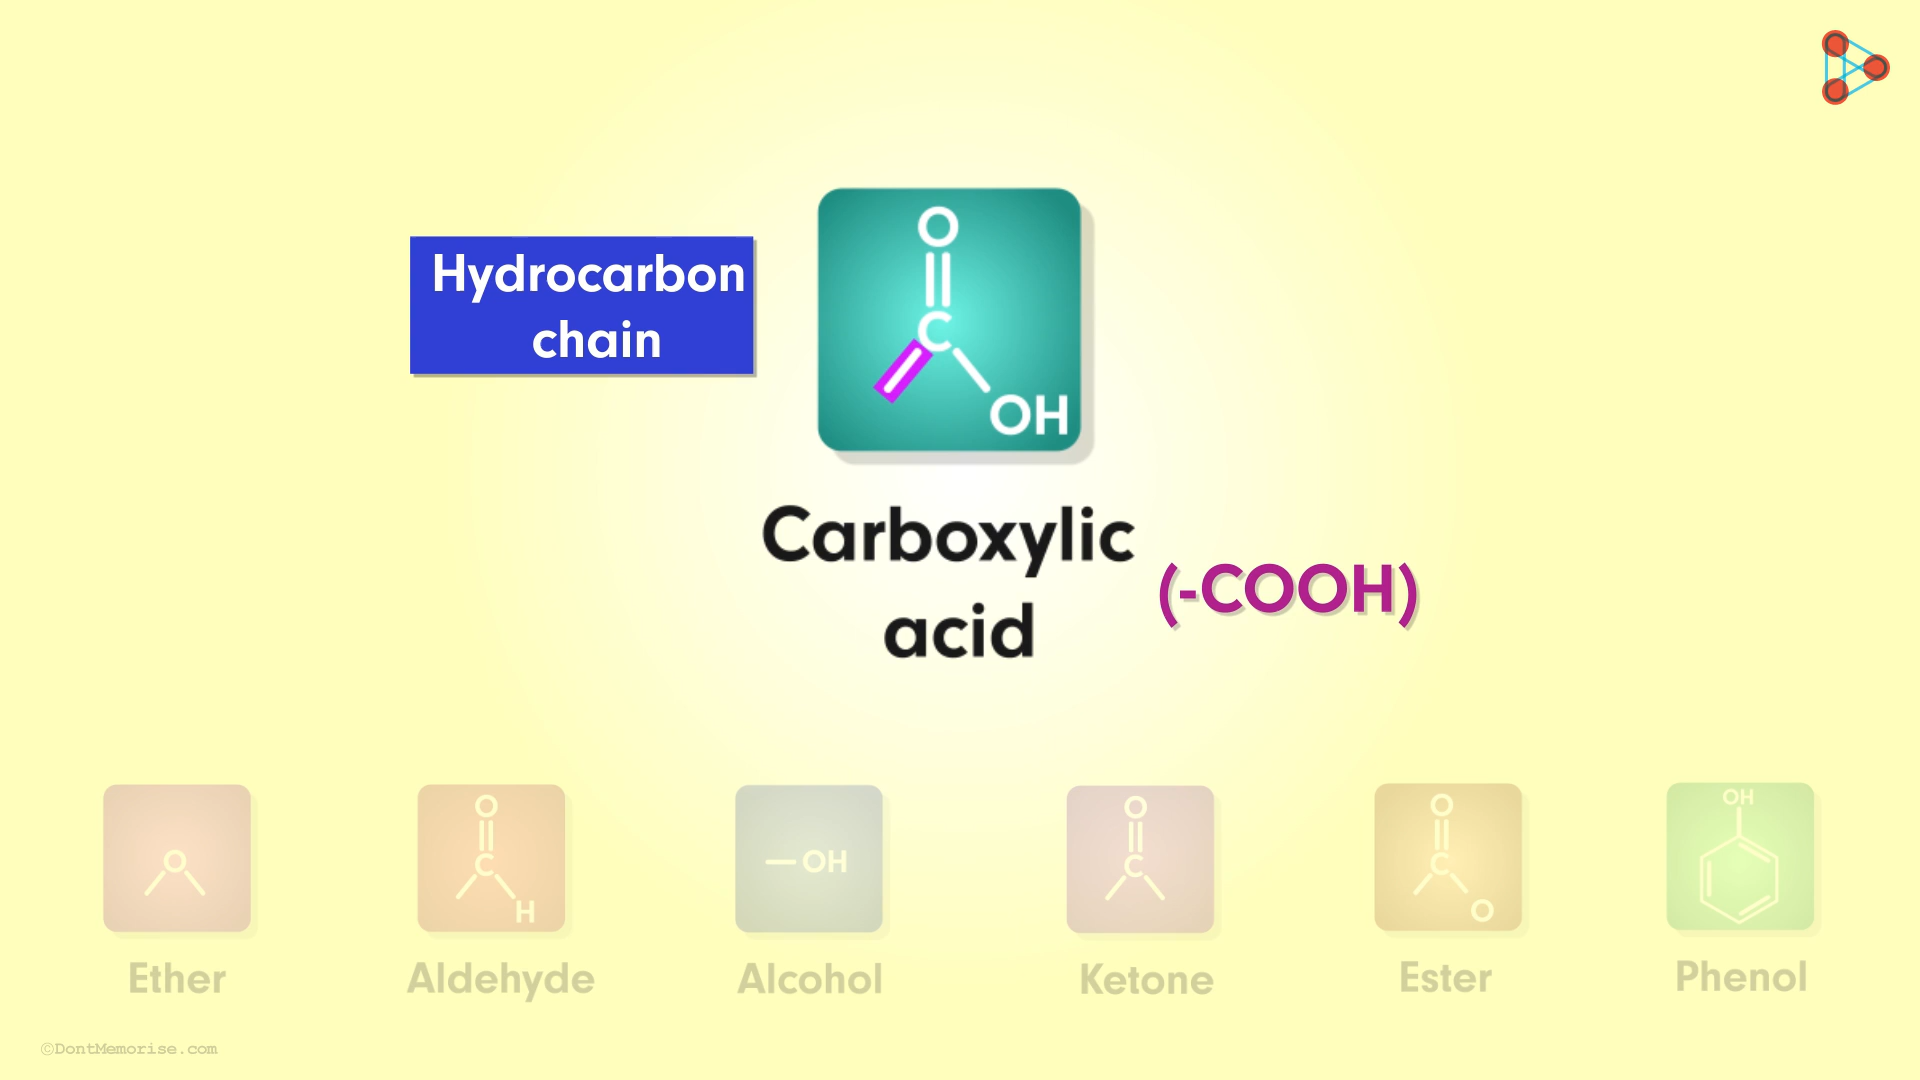 Hydrocarbon
chain
O
C
OH
Carboxylic
acid
(-COOH)
O
Ether
O
C
H
Aldehyde
OH
Alcohol
O
C
Ketone
O
C
O
Ester
OH
Phenol
©DontMemorise.com